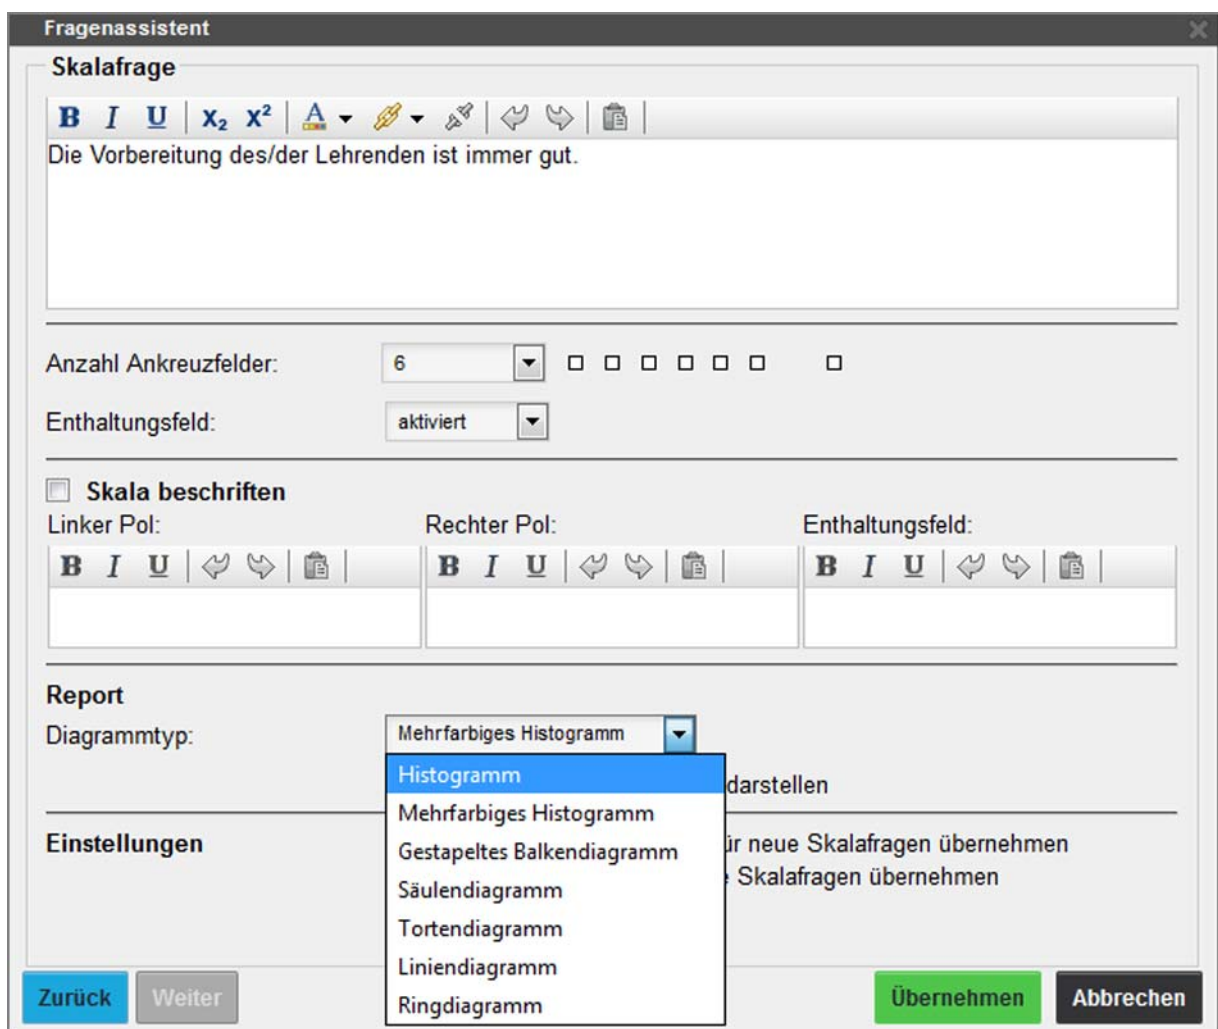 Fragenassistent
Skalafrage
B I U X₂ X² A
Die Vorbereitung des/der Lehrenden ist immer gut.
Anzahl Ankreuzfelder: 6
Enthaltungsfeld: aktiviert
Skala beschriften
Linker Pol: Rechter Pol: Enthaltungsfeld:
B I U B I U B I U
Report
Diagrammtyp: Mehrfarbiges Histogramm
Histogramm
darstellen
Mehrfarbiges Histogramm
Einstellungen ür neue Skalafragen übernehmen
Gestapeltes Balkendiagramm
Skalafragen übernehmen
Säulendiagramm
Tortendiagramm
Liniendiagramm
Ringdiagramm
Zurück Weiter Übernehmen Abbrechen